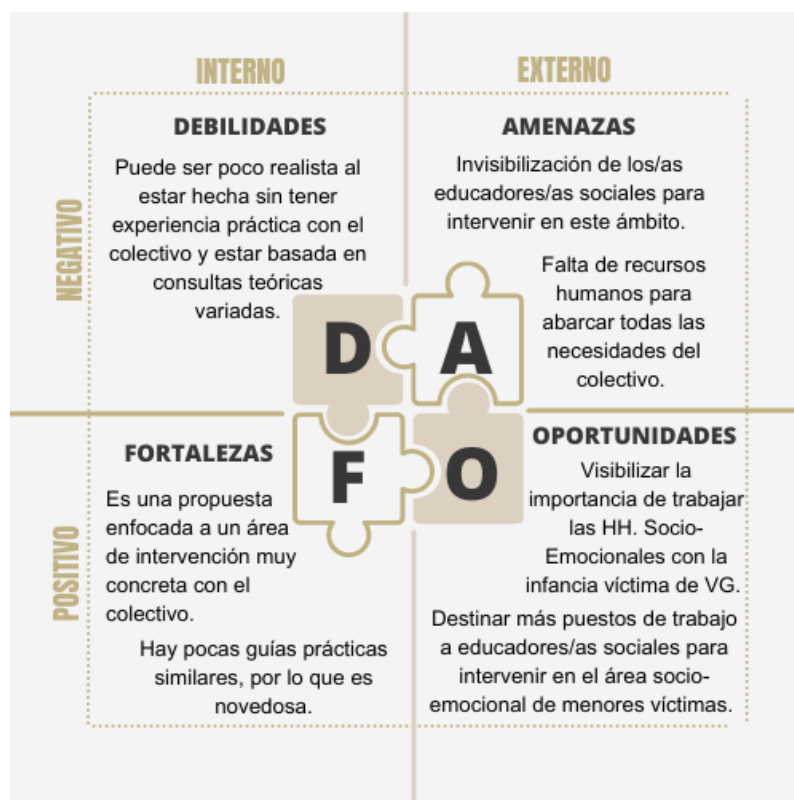 INTERNO
EXTERNO
NEGATIVO
DEBILIDADES
Puede ser poco realista al
estar hecha sin tener
experiencia práctica con el
colectivo y estar basada en
consultas teóricas
variadas.
AMENAZAS
Invisibilización de los/as
educadores/as sociales para
intervenir en este ámbito.
Falta de recursos
humanos para
abarcar todas las
necesidades del
colectivo.
D
A
F
O
POSITIVO
FORTALEZAS
Es una propuesta
enfocada a un área
de intervención muy
concreta con el
colectivo.
Hay pocas guías prácticas
similares, por lo que es
novedosa.
OPORTUNIDADES
Visibilizar la
importancia de trabajar
las HH. Socio-
Emocionales con la
infancia víctima de VG.
Destinar más puestos de trabajo
a educadores/as sociales para
intervenir en el área socio-
emocional de menores víctimas.